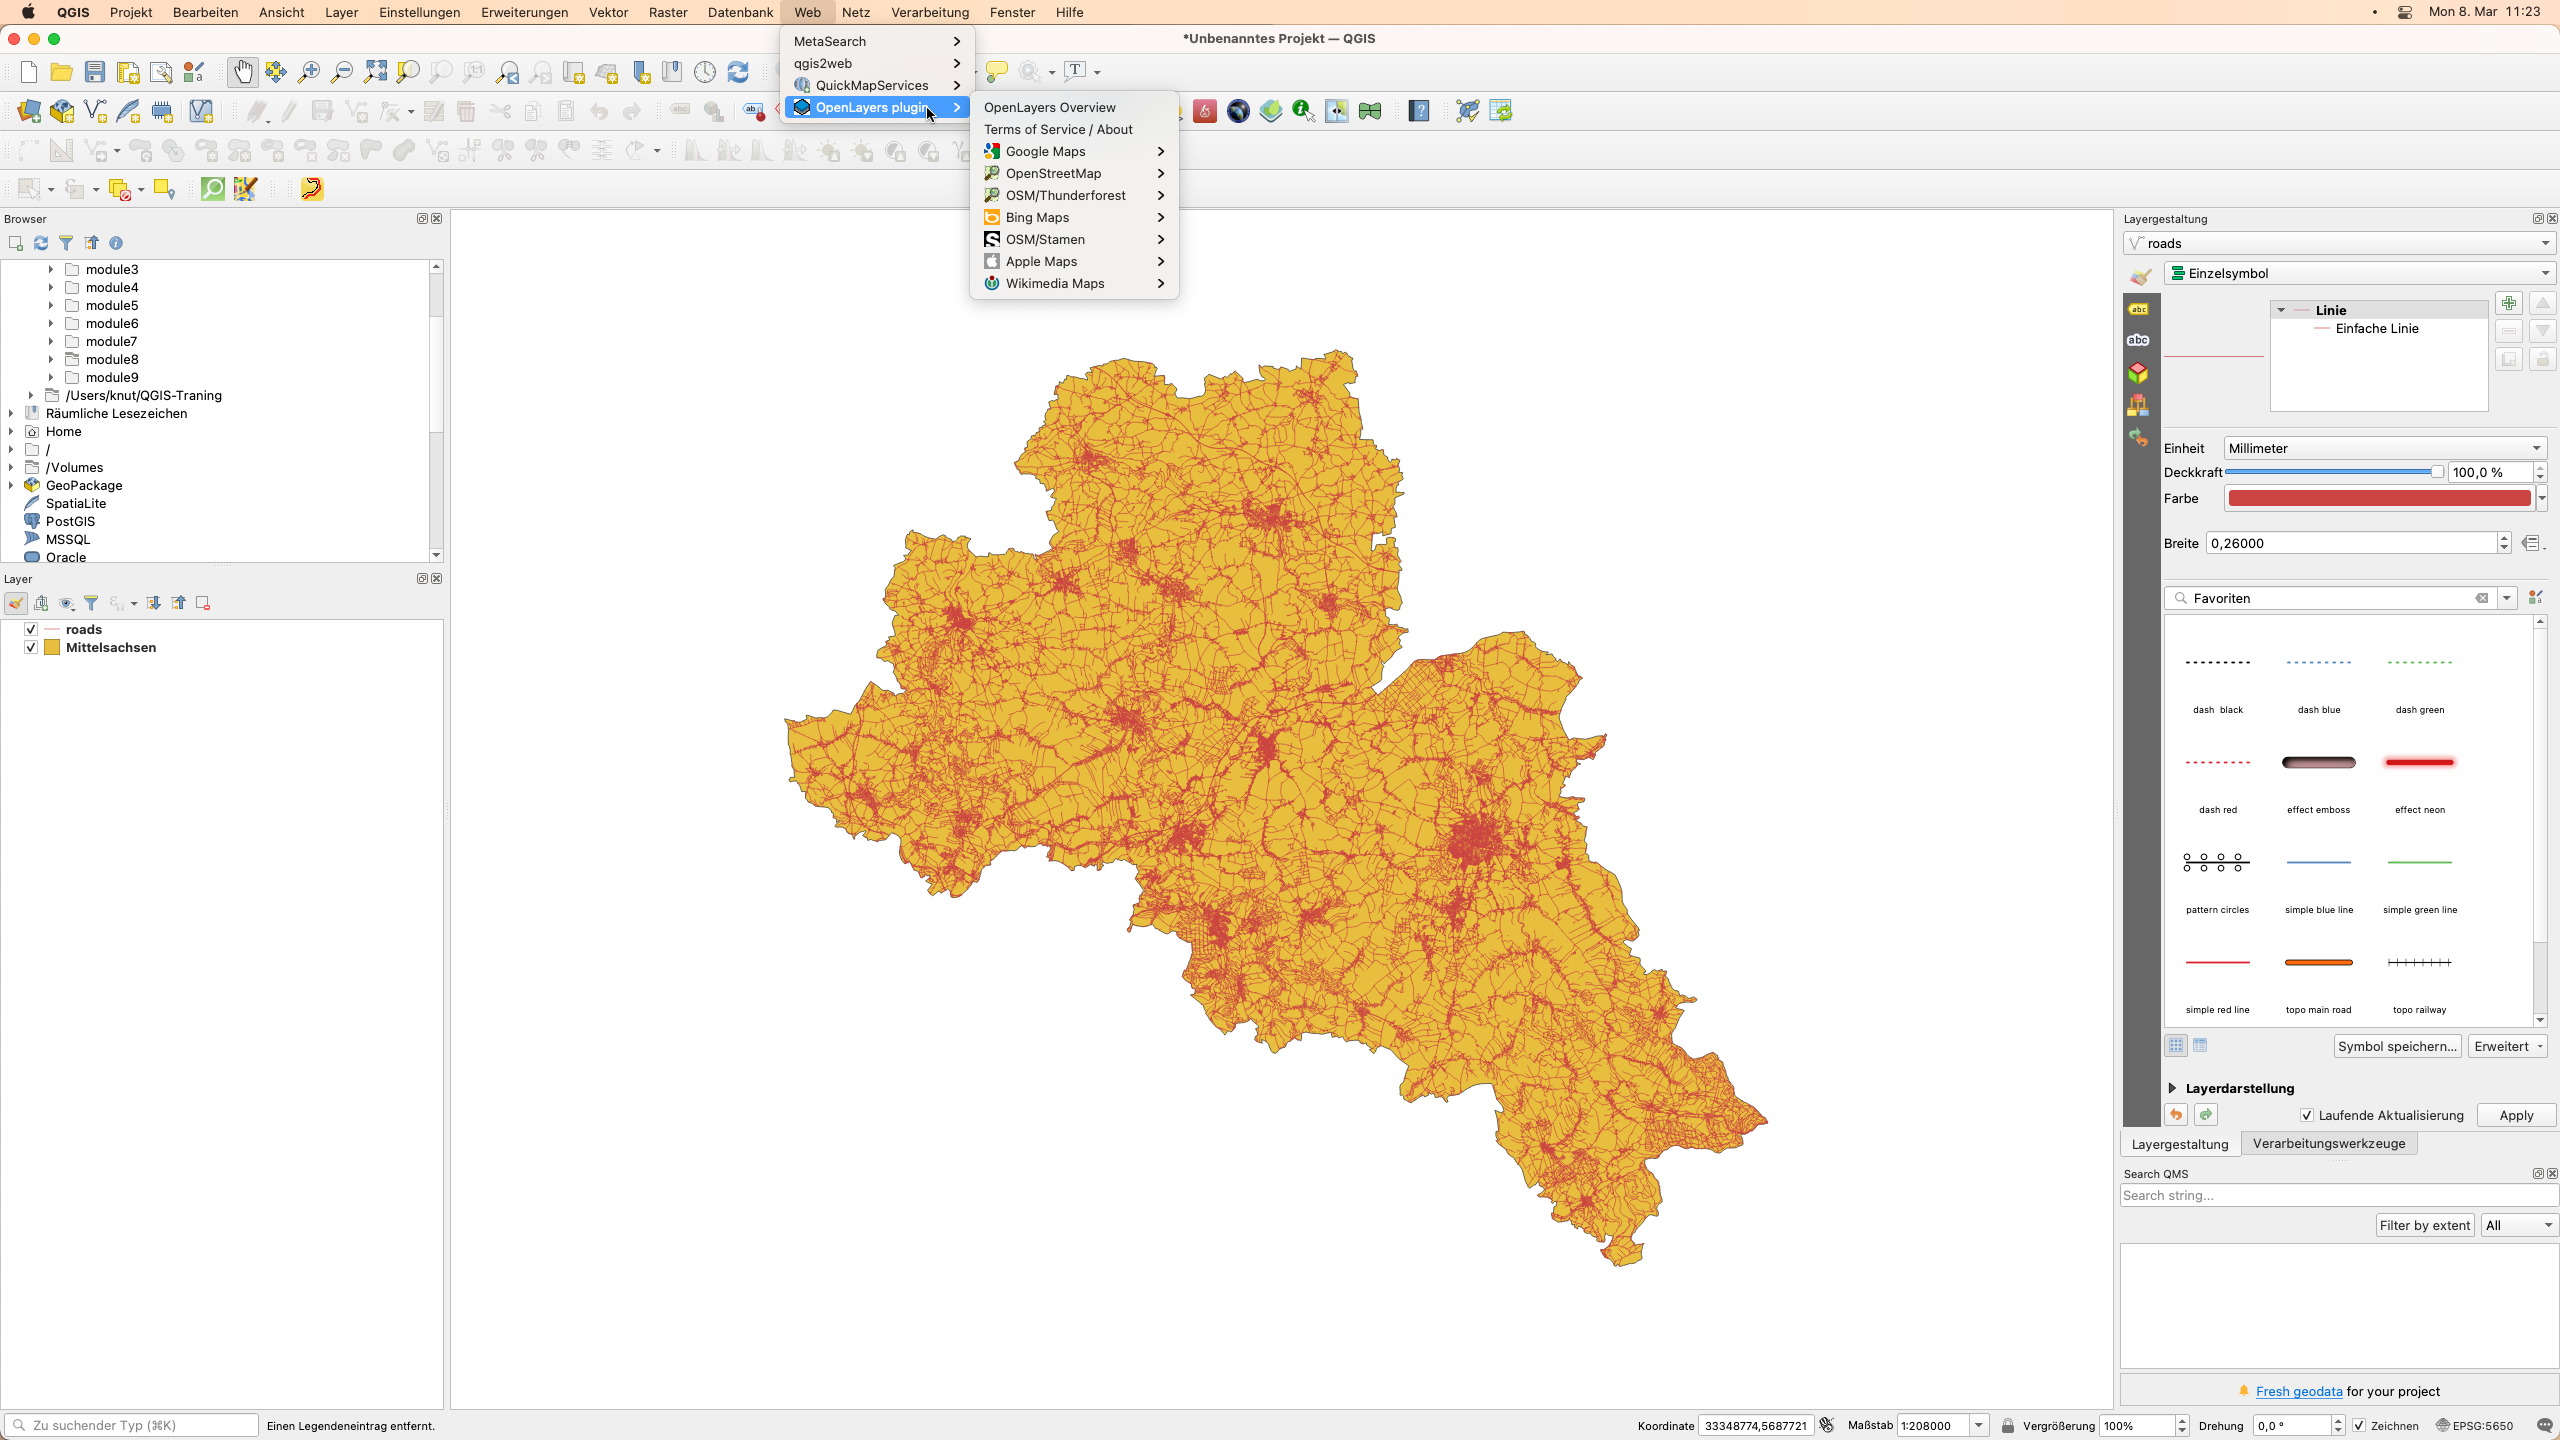 QGIS Projekt Bearbeiten Ansicht Layer Einstellungen Erweiterungen Vektor Raster Datenbank Web Netz Verarbeitung Fenster Hilfe Mon 8. Mar 11:23
*Unbenanntes Projekt — QGIS
MetaSearch
qgis2web
QuickMapServices
OpenLayers plugin
OpenLayers Overview
Terms of Service / About
Google Maps
OpenStreetMap
OSM/Thunderforest
Bing Maps
OSM/Stamen
Apple Maps
Wikimedia Maps
Browser
module3
module4
module5
module6
module7
module8
module9
/Users/knut/QGIS-Traning
Räumliche Lesezeichen
Home
/
/Volumes
GeoPackage
SpatiaLite
PostGIS
MSSQL
Oracle
Layer
roads
Mittelsachsen
Layergestaltung
roads
Einzelsymbol
abc
abc
Linie
Einfache Linie
Einheit Millimeter
Deckkraft 100,0 %
Farbe
Breite 0,26000
Favoriten
dash black dash blue dash green
dash red effect emboss effect neon
pattern circles simple blue line simple green line
simple red line topo main road topo railway
Symbol speichern... Erweitert
Layerdarstellung
Laufende Aktualisierung Apply
Layergestaltung Verarbeitungswerkzeuge
Search QMS
Search string...
Filter by extent All
Fresh geodata for your project
Zu suchender Typ (⌘K) Einen Legendeneintrag entfernt. Koordinate 33348774,5687721 Maßstab 1:208000 Vergrößerung 100% Drehung 0,0 ° Zeichnen EPSG:5650